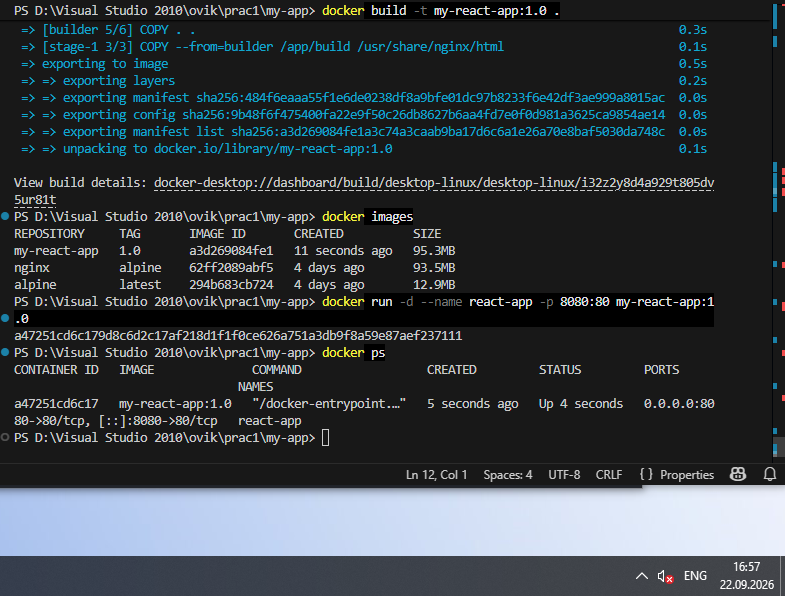 PS D:\Visual Studio 2010\ovik\prac1\my-app> docker build -t my-react-app:1.0 .
=> [builder 5/6] COPY . . 0.3s
=> [stage-1 3/3] COPY --from=builder /app/build /usr/share/nginx/html 0.1s
=> exporting to image 0.5s
=> => exporting layers 0.2s
=> => exporting manifest sha256:484f6eaaa55f1e6de0238df8a9bfe01dc97b8233f6e42df3ae999a8015ac 0.0s
=> => exporting config sha256:9b48f6f475400fa22e9f50c26db8627b6aa4fd7e0f0d981a3625ca9854ae14 0.0s
=> => exporting manifest list sha256:a3d269084fe1a3c74a3caab9ba17d6c6a1e26a70e8baf5030da748c 0.0s
=> => unpacking to docker.io/library/my-react-app:1.0 0.1s
View build details: docker-desktop://dashboard/build/desktop-linux/desktop-linux/i32z2y8d4a929t805dv
5ur81t
PS D:\Visual Studio 2010\ovik\prac1\my-app> docker images
REPOSITORY TAG IMAGE ID CREATED SIZE
my-react-app 1.0 a3d269084fe1 11 seconds ago 95.3MB
nginx alpine 62ff2089abf5 4 days ago 93.5MB
alpine latest 294b683cb724 4 days ago 12.9MB
PS D:\Visual Studio 2010\ovik\prac1\my-app> docker run -d --name react-app -p 8080:80 my-react-app:1
.0
a47251cd6c179d8c6d2c17af218d1f1f0ce626a751a3db9f8a59e87aef237111
PS D:\Visual Studio 2010\ovik\prac1\my-app> docker ps
CONTAINER ID IMAGE COMMAND CREATED STATUS PORTS
NAMES
a47251cd6c17 my-react-app:1.0 "/docker-entrypoint.…" 5 seconds ago Up 4 seconds 0.0.0.0:80
80->80/tcp, [::]:8080->80/tcp react-app
PS D:\Visual Studio 2010\ovik\prac1\my-app>
Ln 12, Col 1 Spaces: 4 UTF-8 CRLF { } Properties
ENG 16:57
22.09.2026